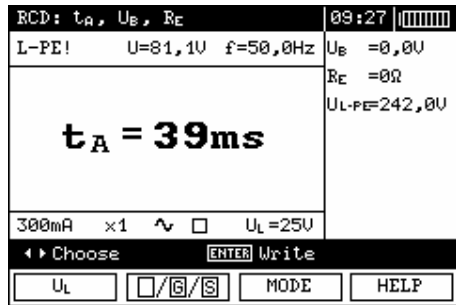 RCD: tA, UB, RE 09:27
L-PE! U=81,1V f=50,0Hz
UB =0,0V
RE =0Ω
UL-PE=242,0V
tA = 39ms
300mA ×1 ∿ □ UL=25V
◂ ▸ Choose ENTER Write
UL □/G/S MODE HELP